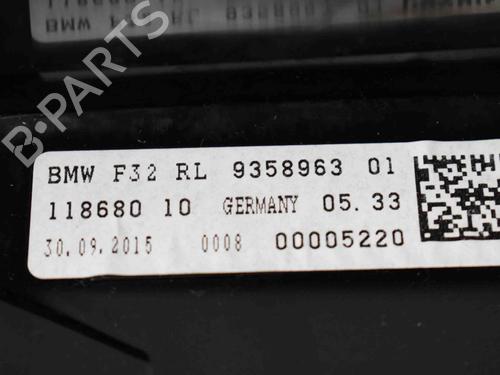 B-PARTS
BMW F32 RL 9358963 01
118680 10 GERMANY 05.33
30.09.2015 0008 00005220